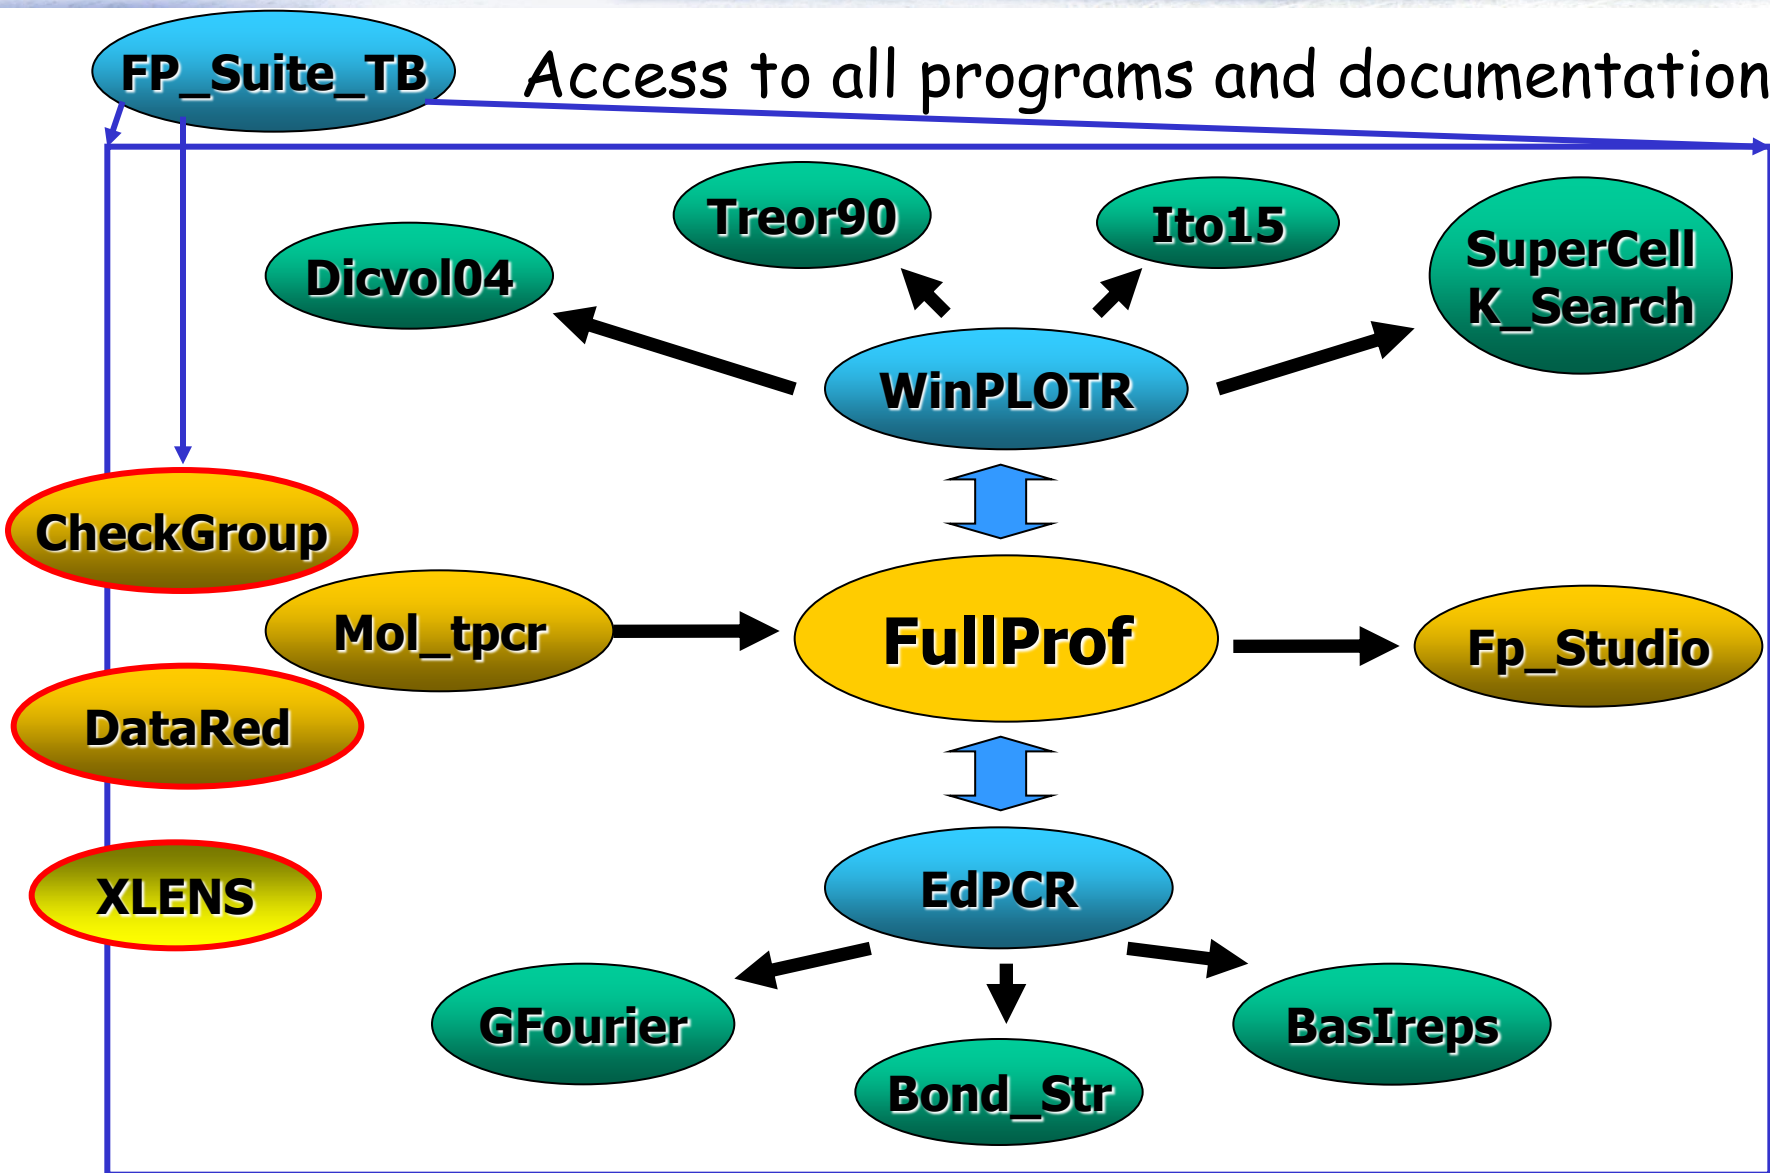 FP_Suite_TB
Access to all programs and documentation
Treor90
Ito15
Dicvol04
SuperCell
K_Search
WinPLOTR
CheckGroup
Mol_tpcr
FullProf
Fp_Studio
DataRed
XLENS
EdPCR
GFourier
BasIreps
Bond_Str